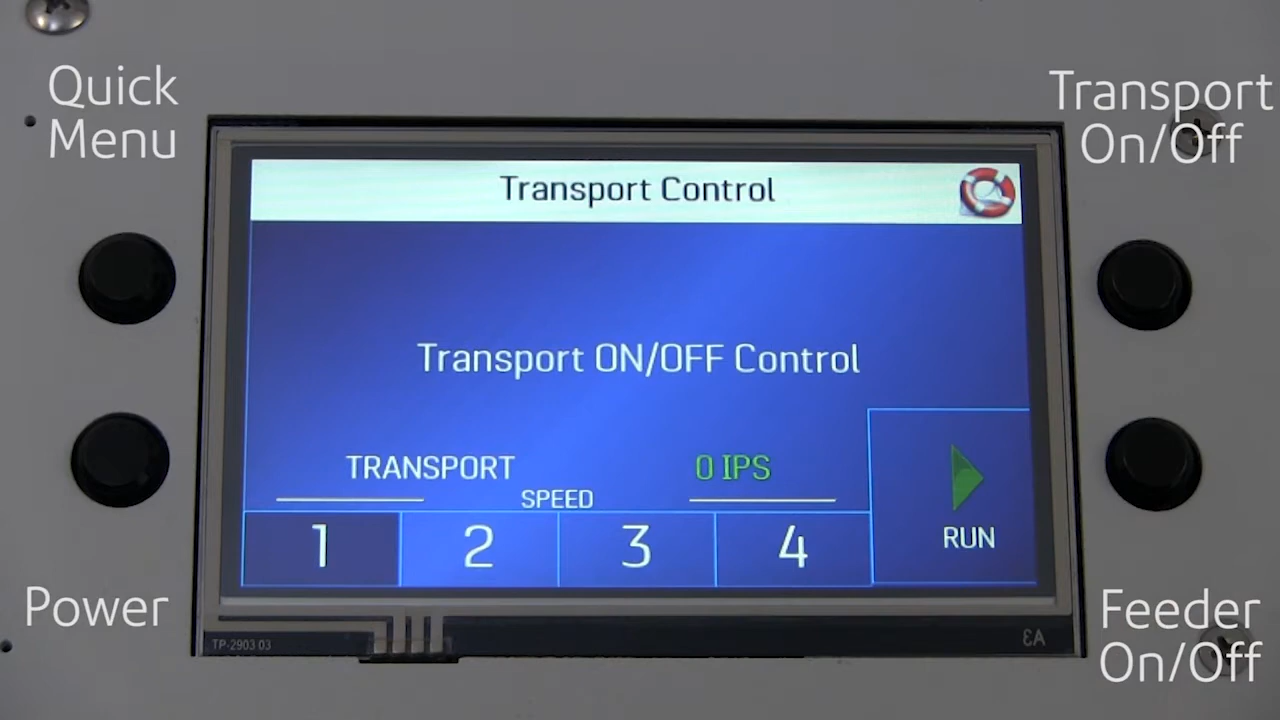 Quick
Menu
Transport
On/Off
Transport Control
Transport ON/OFF Control
TRANSPORT
0 IPS
SPEED
1
2
3
4
RUN
Power
Feeder
On/Off
TP-2903 03
A3